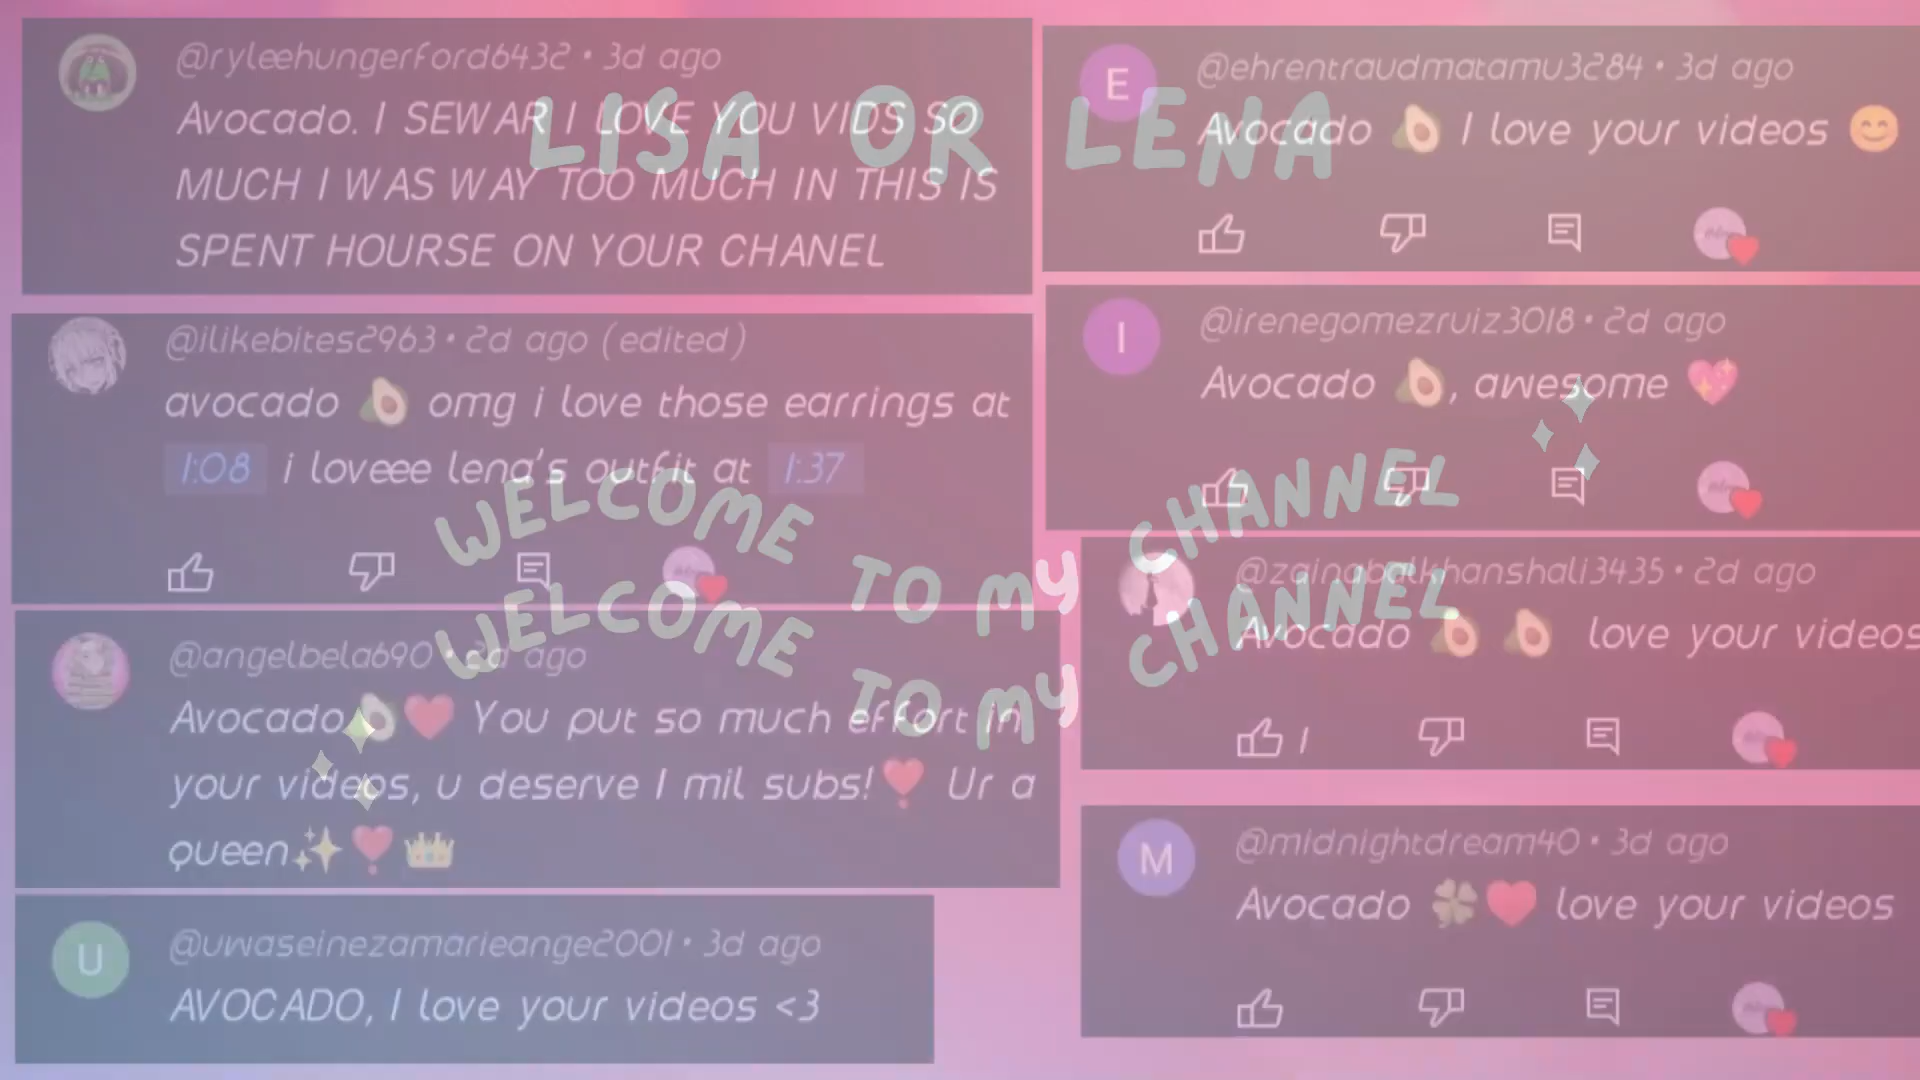 LISA OR LENA
@ryleehungerford6432 • 3d ago
Avocado. I SEWAR I LOVE YOU VIDS SO
MUCH I WAS WAY TOO MUCH IN THIS IS
SPENT HOURSE ON YOUR CHANEL
@ilikebites2963 • 2d ago (edited)
avocado 🥑 omg i love those earrings at
1:08 i loveee lena's outfit at 1:37
WELCOME TO my CHANNEL
WELCOME TO my CHANNEL
@angelbela690 • 2d ago
Avocado🥑❤️ You put so much effort in
your videos, u deserve 1 mil subs!❣️ Ur a
queen✨❣️👑
U
@uwaseinezamarieange2001 • 3d ago
AVOCADO, I love your videos <3
E
@ehrentraudmatamu3284 • 3d ago
Avocado 🥑 I love your videos 😊
I
@irenegomezruiz3018 • 2d ago
Avocado 🥑, awesome 💖
@zainabalkhanshali3435 • 2d ago
Avocado 🥑 🥑 love your videos
1
M
@midnightdream40 • 3d ago
Avocado 🍀❤️ love your videos